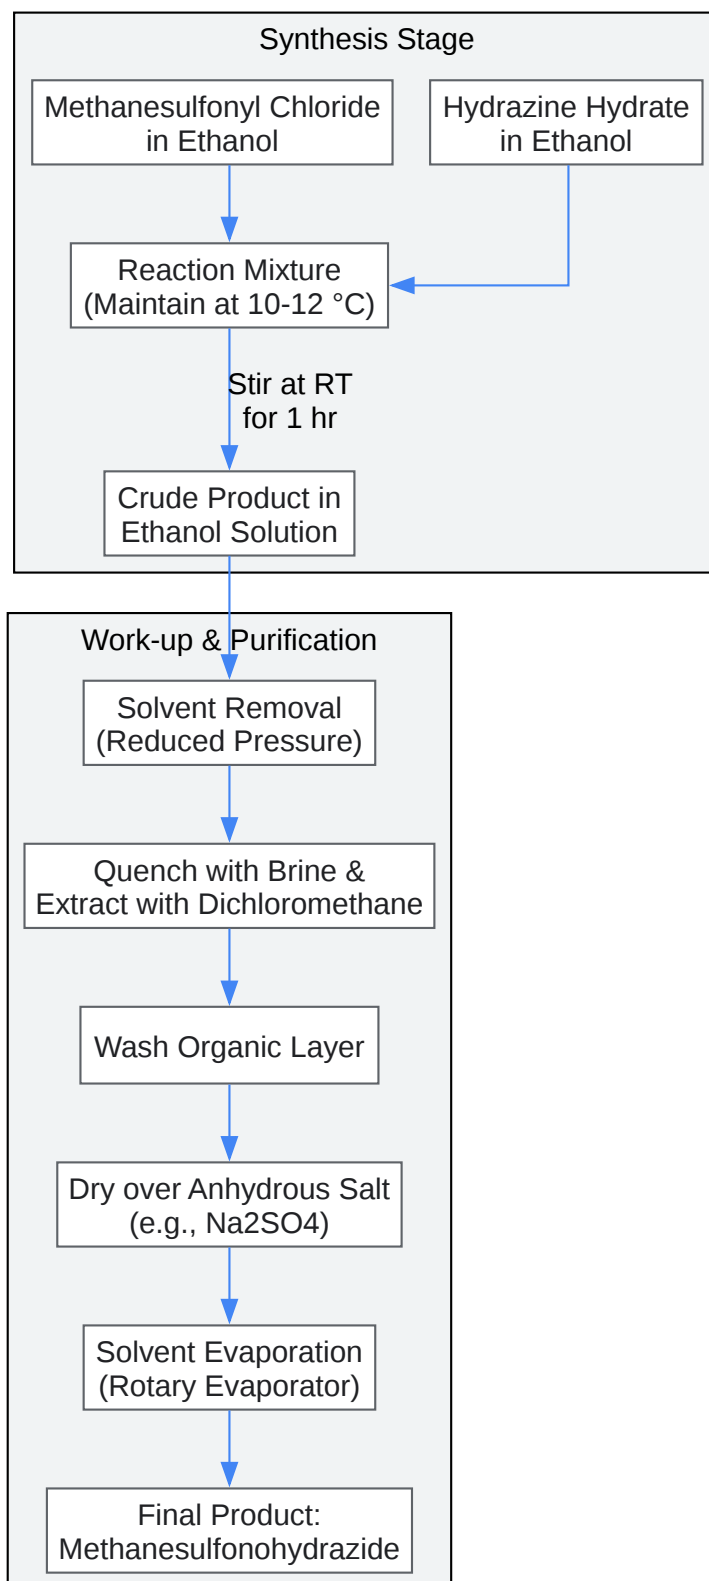 Synthesis Stage
Methanesulfonyl Chloride
in Ethanol
Hydrazine Hydrate
in Ethanol
Reaction Mixture
(Maintain at 10-12 °C)
Stir at RT
for 1 hr
Crude Product in
Ethanol Solution
Work-up & Purification
Solvent Removal
(Reduced Pressure)
Quench with Brine &
Extract with Dichloromethane
Wash Organic Layer
Dry over Anhydrous Salt
(e.g., Na2SO4)
Solvent Evaporation
(Rotary Evaporator)
Final Product:
Methanesulfonohydrazide